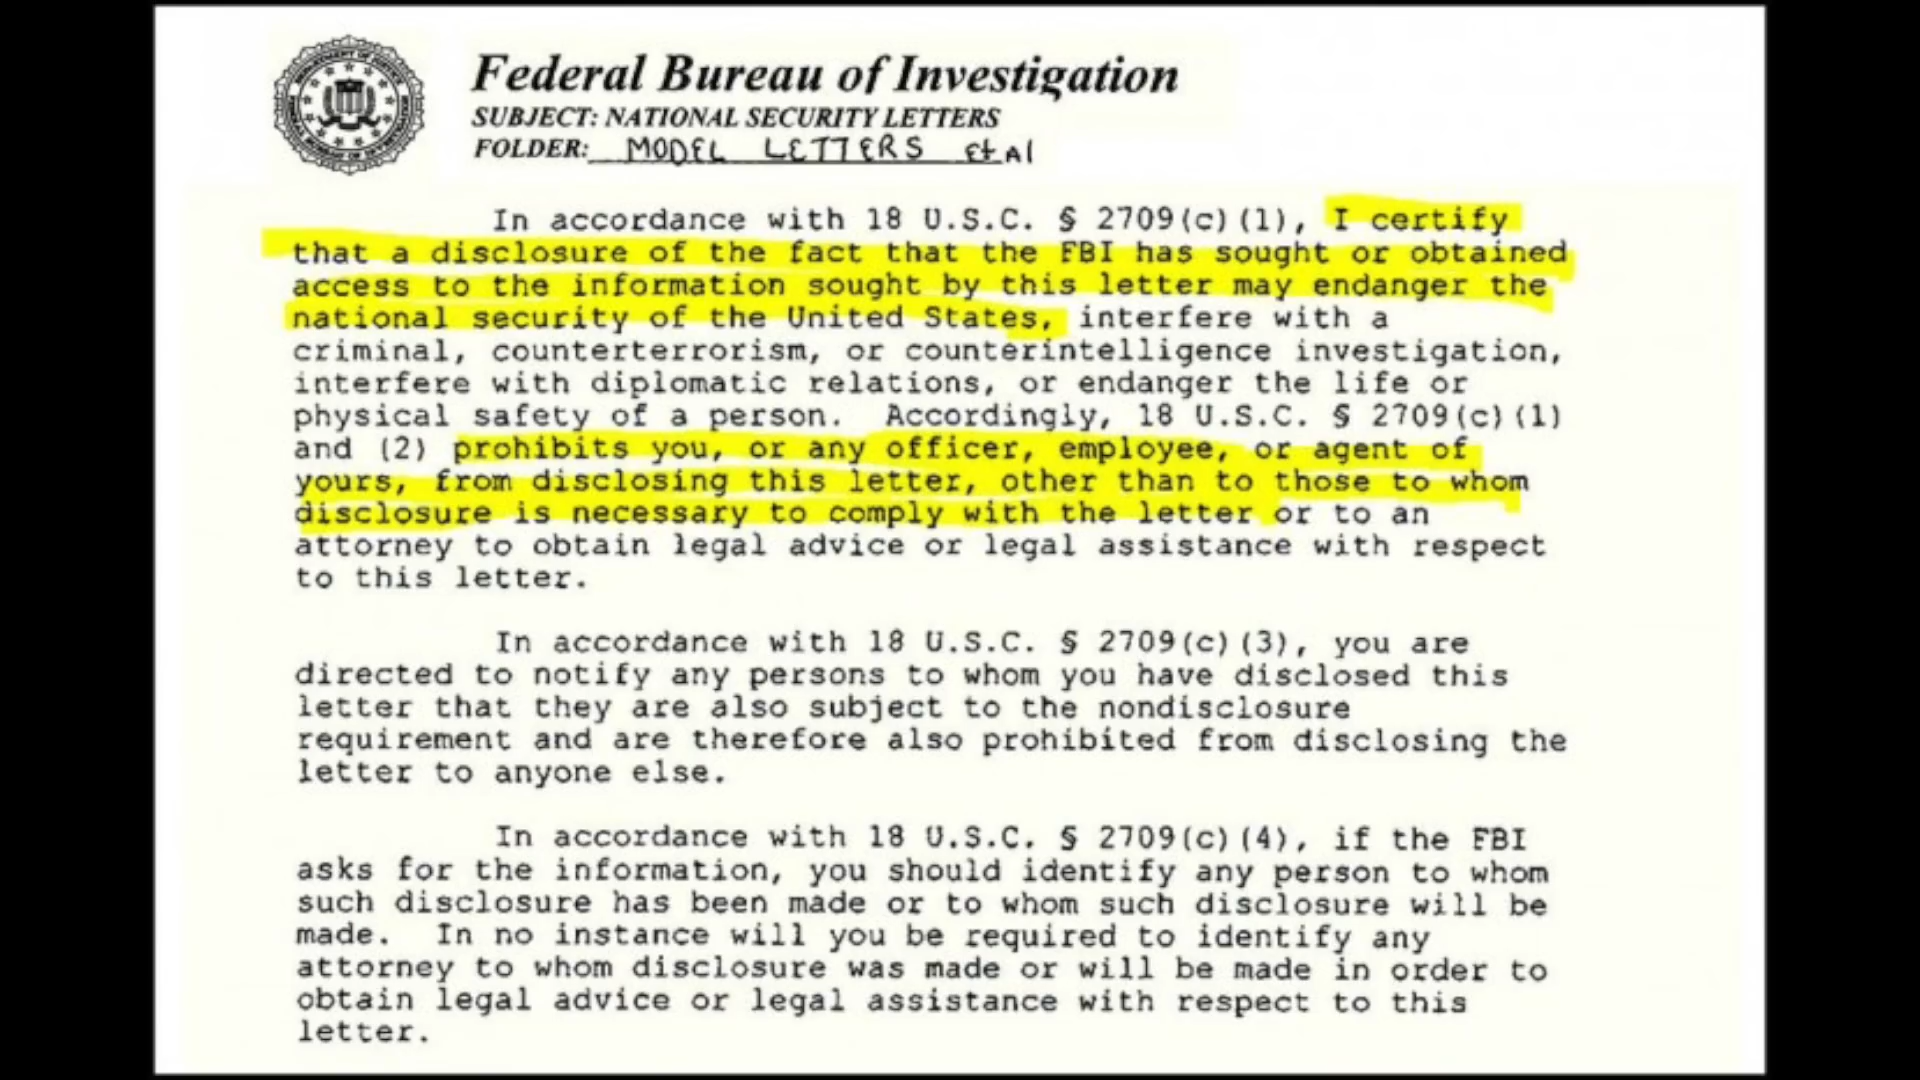 Federal Bureau of Investigation
SUBJECT: NATIONAL SECURITY LETTERS
FOLDER: MODEL LETTERS et Al
In accordance with 18 U.S.C. § 2709(c)(1), I certify
that a disclosure of the fact that the FBI has sought or obtained
access to the information sought by this letter may endanger the
national security of the United States, interfere with a
criminal, counterterrorism, or counterintelligence investigation,
interfere with diplomatic relations, or endanger the life or
physical safety of a person. Accordingly, 18 U.S.C. § 2709(c)(1)
and (2) prohibits you, or any officer, employee, or agent of
yours, from disclosing this letter, other than to those to whom
disclosure is necessary to comply with the letter or to an
attorney to obtain legal advice or legal assistance with respect
to this letter.
In accordance with 18 U.S.C. § 2709(c)(3), you are
directed to notify any persons to whom you have disclosed this
letter that they are also subject to the nondisclosure
requirement and are therefore also prohibited from disclosing the
letter to anyone else.
In accordance with 18 U.S.C. § 2709(c)(4), if the FBI
asks for the information, you should identify any person to whom
such disclosure has been made or to whom such disclosure will be
made. In no instance will you be required to identify any
attorney to whom disclosure was made or will be made in order to
obtain legal advice or legal assistance with respect to this
letter.